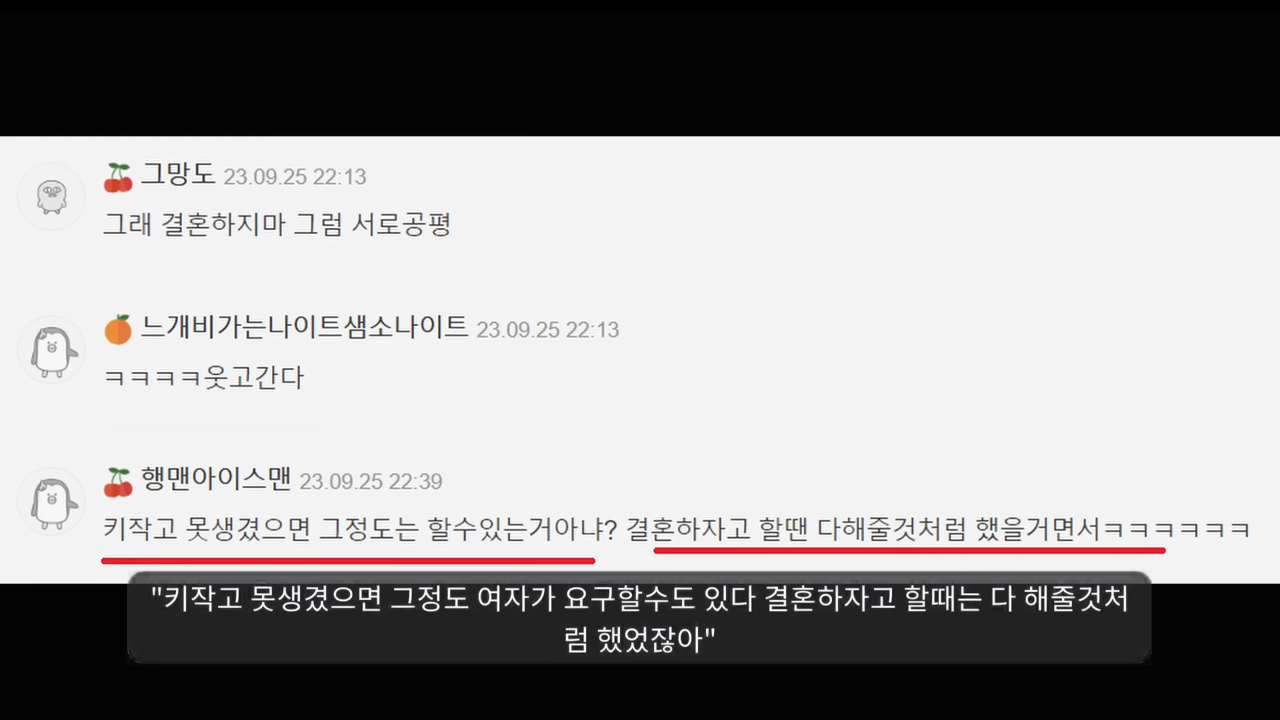 그망도 23.09.25 22:13
그래 결혼하지마 그럼 서로공평
느개비가는나이트샘소나이트 23.09.25 22:13
ㅋㅋㅋㅋ웃고간다
행맨아이스맨 23.09.25 22:39
키작고 못생겼으면 그정도는 할수있는거아냐? 결혼하자고 할땐 다해줄것처럼 했을거면서ㅋㅋㅋㅋㅋㅋ
"키작고 못생겼으면 그정도 여자가 요구할수도 있다 결혼하자고 할때는 다 해줄것처
럼 했었잖아"